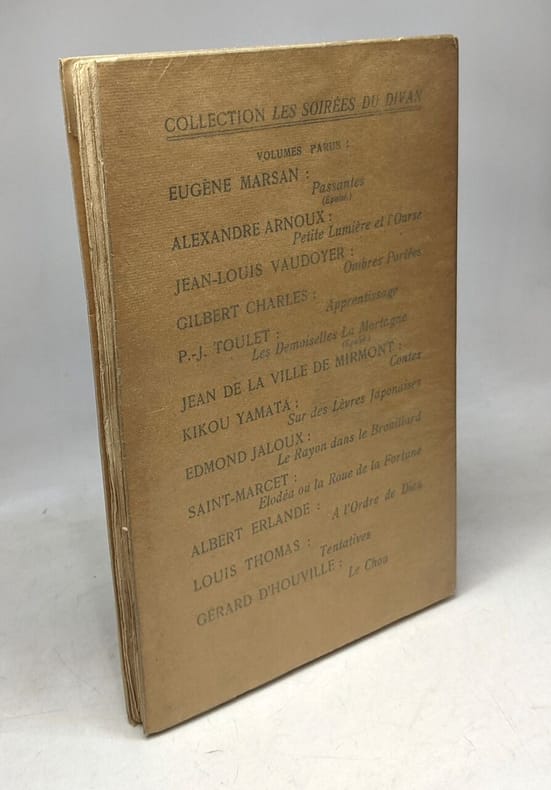 COLLECTION LES SOIRÉES DU DIVAN
VOLUMES PARUS :
EUGÈNE MARSAN :
Passantes
(Épuisé.)
ALEXANDRE ARNOUX :
Petite Lumière et l'Ourse
JEAN-LOUIS VAUDOYER :
Ombres Portées
GILBERT CHARLES :
Apprentissage
P.-J. TOULET :
Les Demoiselles La Mortagne
(Épuisé.)
JEAN DE LA VILLE DE MIRMONT :
Contes
KIKOU YAMATA :
Sur des Lèvres Japonaises
EDMOND JALOUX :
Le Rayon dans le Brouillard
SAINT-MARCET :
Elodéa ou la Roue de la Fortune
ALBERT ERLANDE :
A l'Ordre de Dieu
LOUIS THOMAS :
Tentatives
GÉRARD D'HOUVILLE :
Le Chou